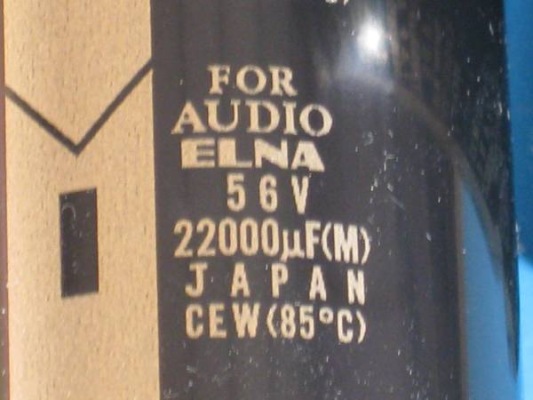 FOR
AUDIO
ELNA
56V
22000µF(M)
JAPAN
CEW(85°C)